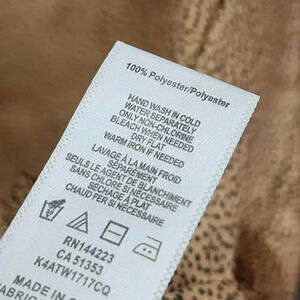 100% Polyester/Polyester
HAND WASH IN COLD
WATER SEPARATELY
ONLY NON-CHLORINE
BLEACH WHEN NEEDED
DRY FLAT
WARM IRON IF NEEDED
LAVAGE À LA MAIN FROID
SÉPARÉMENT
SEULS LE AGENT DE BLANCHIMENT
SANS CHLORE SI NÉCESSAIRE
SÉCHAGE À PLAT
CHAUD FER SI BESOIN
RN144223
CA 51353
K4ATW1717CQ
MADE IN
FABRIC